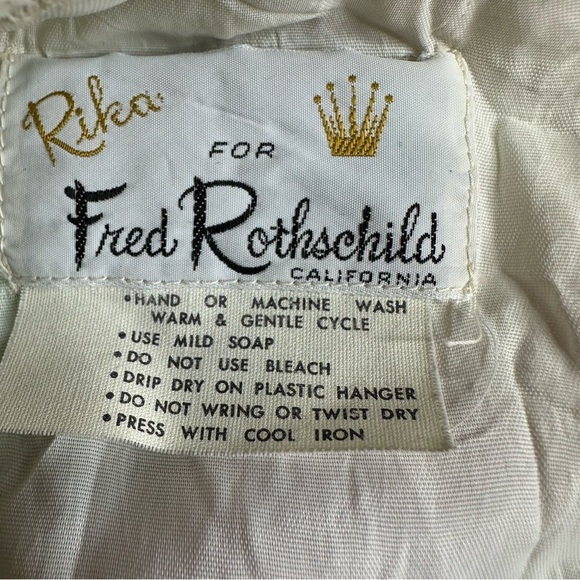 Rika
FOR
Fred Rothschild
CALIFORNIA
•HAND OR MACHINE WASH
WARM & GENTLE CYCLE
•USE MILD SOAP
•DO NOT USE BLEACH
•DRIP DRY ON PLASTIC HANGER
•DO NOT WRING OR TWIST DRY
•PRESS WITH COOL IRON